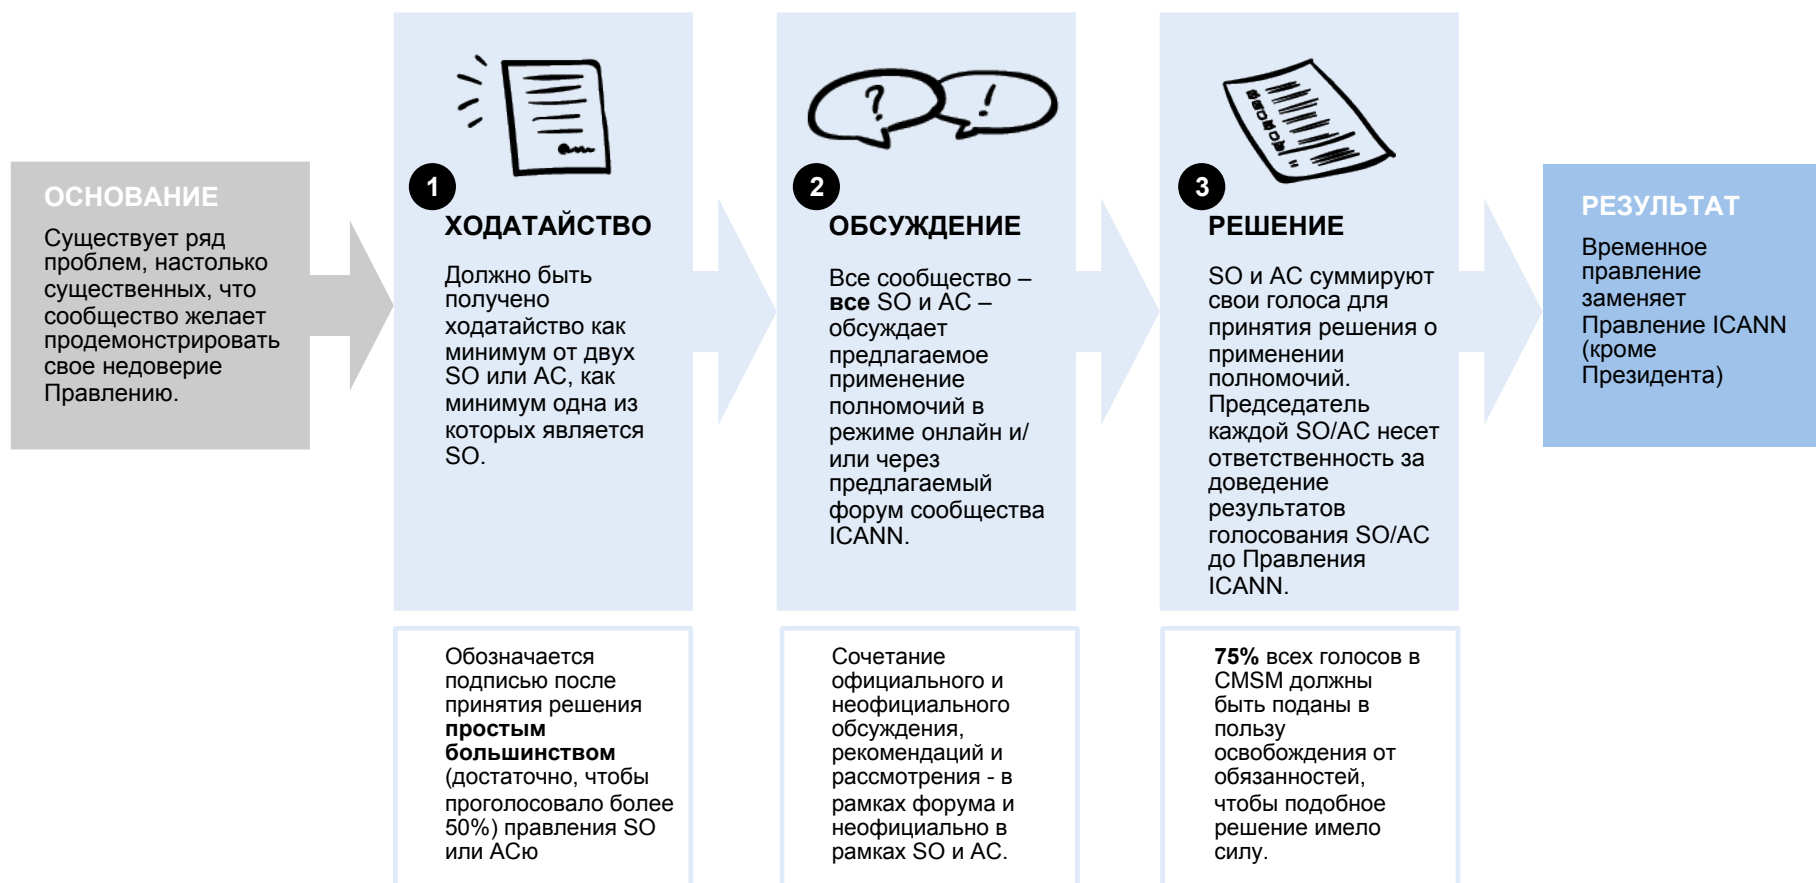 ОСНОВАНИЕ
Существует ряд
проблем, настолько
существенных, что
сообщество желает
продемонстрировать
свое недоверие
Правлению.
1
ХОДАТАЙСТВО
Должно быть
получено
ходатайство как
минимум от двух
SO или AC, как
минимум одна из
которых является
SO.
Обозначается
подписью после
принятия решения
простым
большинством
(достаточно, чтобы
проголосовало более
50%) правления SO
или ACю
?
!
2
ОБСУЖДЕНИЕ
Все сообщество –
все SO и AC –
обсуждает
предлагаемое
применение
полномочий в
режиме онлайн и/
или через
предлагаемый
форум сообщества
ICANN.
Сочетание
официального и
неофициального
обсуждения,
рекомендаций и
рассмотрения - в
рамках форума и
неофициально в
рамках SO и AC.
3
РЕШЕНИЕ
SO и AC суммируют
свои голоса для
принятия решения о
применении
полномочий.
Председатель
каждой SO/AC несет
ответственность за
доведение
результатов
голосования SO/AC
до Правления
ICANN.
75% всех голосов в
CMSM должны
быть поданы в
пользу
освобождения от
обязанностей,
чтобы подобное
решение имело
силу.
РЕЗУЛЬТАТ
Временное
правление
заменяет
Правление ICANN
(кроме
Президента)